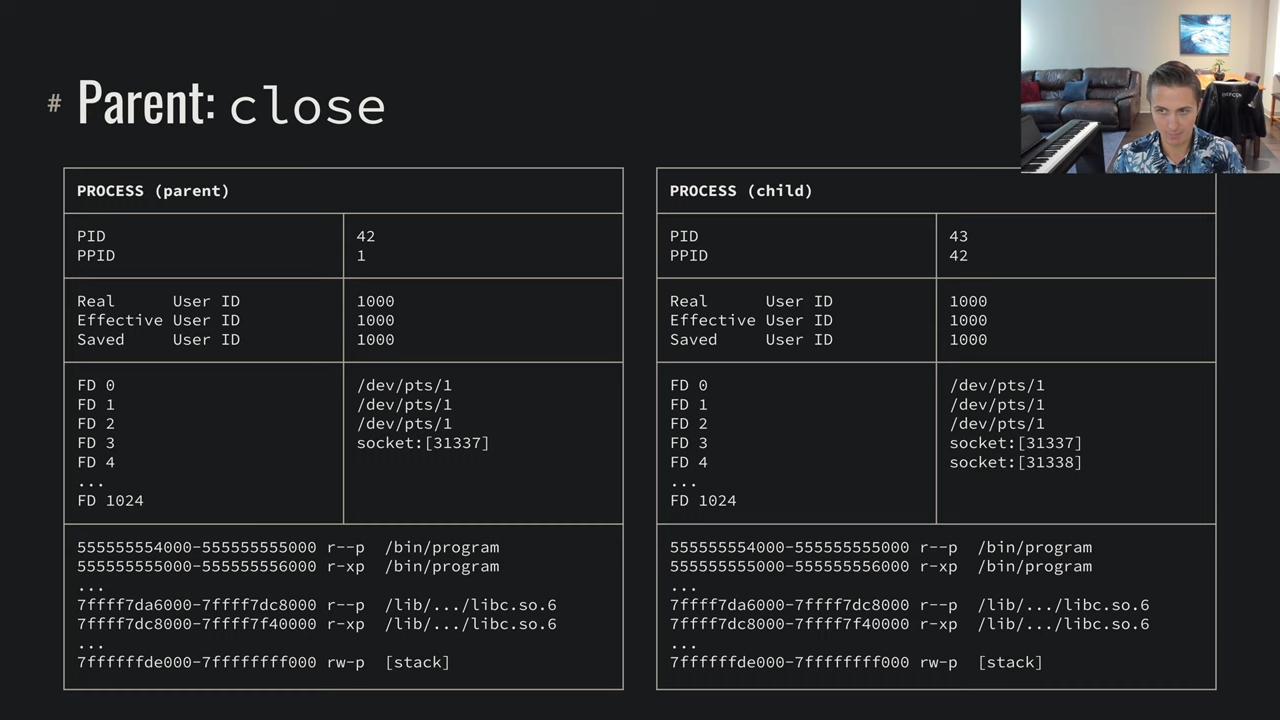 # Parent: close
PROCESS (parent)
PID 42
PPID 1
Real User ID 1000
Effective User ID 1000
Saved User ID 1000
FD 0 /dev/pts/1
FD 1 /dev/pts/1
FD 2 /dev/pts/1
FD 3 socket:[31337]
FD 4
...
FD 1024
555555554000-555555555000 r--p /bin/program
555555555000-555555556000 r-xp /bin/program
...
7ffff7da6000-7ffff7dc8000 r--p /lib/.../libc.so.6
7ffff7dc8000-7ffff7f40000 r-xp /lib/.../libc.so.6
...
7ffffffde000-7ffffffff000 rw-p [stack]
PROCESS (child)
PID 43
PPID 42
Real User ID 1000
Effective User ID 1000
Saved User ID 1000
FD 0 /dev/pts/1
FD 1 /dev/pts/1
FD 2 /dev/pts/1
FD 3 socket:[31337]
FD 4 socket:[31338]
...
FD 1024
555555554000-555555555000 r--p /bin/program
555555555000-555555556000 r-xp /bin/program
...
7ffff7da6000-7ffff7dc8000 r--p /lib/.../libc.so.6
7ffff7dc8000-7ffff7f40000 r-xp /lib/.../libc.so.6
...
7ffffffde000-7ffffffff000 rw-p [stack]